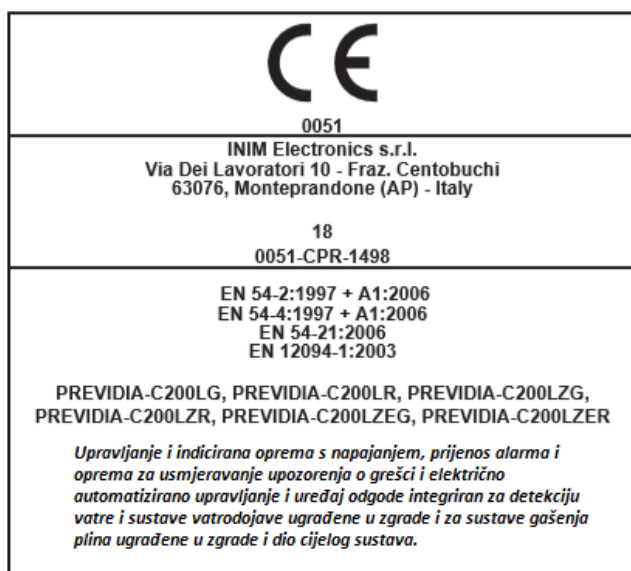 CE
0051
INIM Electronics s.r.l.
Via Dei Lavoratori 10 - Fraz. Centobuchi
63076, Monteprandone (AP) - Italy
18
0051-CPR-1498
EN 54-2:1997 + A1:2006
EN 54-4:1997 + A1:2006
EN 54-21:2006
EN 12094-1:2003
PREVIDIA-C200LG, PREVIDIA-C200LR, PREVIDIA-C200LZG,
PREVIDIA-C200LZR, PREVIDIA-C200LZEG, PREVIDIA-C200LZER
Upravljanje i indicirana oprema s napajanjem, prijenos alarma i
oprema za usmjeravanje upozorenja o grešci i električno
automatizirano upravljanje i uređaj odgode integriran za detekciju
vatre i sustave vatrodojave ugrađene u zgrade i za sustave gašenja
plina ugrađene u zgrade i dio cijelog sustava.